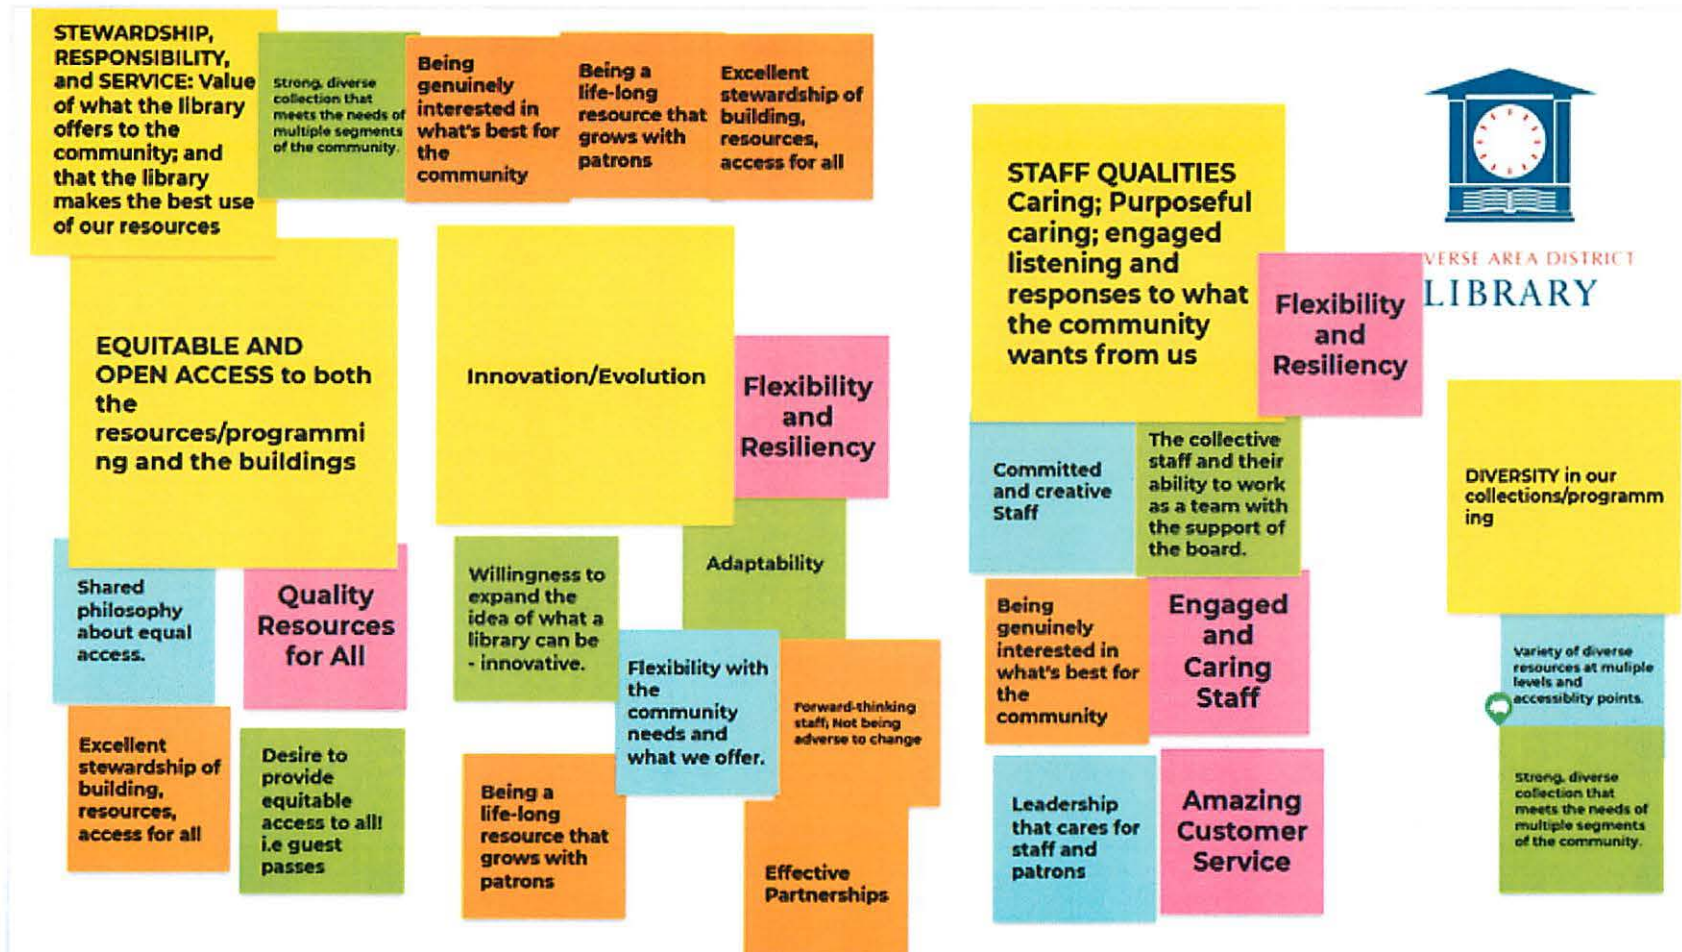 STEWARDSHIP,
RESPONSIBILITY,
and SERVICE: Value
of what the library
offers to the
community; and
that the library
makes the best use
of our resources
Strong, diverse
collection that
meets the needs of
multiple segments
of the community.
Being
genuinely
interested in
what's best for
the
community
Being a
life-long
resource that
grows with
patrons
Excellent
stewardship of
building,
resources,
access for all
EQUITABLE AND
OPEN ACCESS to both
the
resources/programmi
ng and the buildings
Shared
philosophy
about equal
access.
Quality
Resources
for All
Excellent
stewardship of
building,
resources,
access for all
Desire to
provide
equitable
access to all!
i.e guest
passes
Innovation/Evolution
Flexibility
and
Resiliency
Adaptability
Willingness to
expand the
idea of what a
library can be
- innovative.
Flexibility with
the
community
needs and
what we offer.
Forward-thinking
staff; Not being
adverse to change
Being a
life-long
resource that
grows with
patrons
Effective
Partnerships
STAFF QUALITIES
Caring; Purposeful
caring; engaged
listening and
responses to what
the community
wants from us
Flexibility
and
Resiliency
Committed
and creative
Staff
The collective
staff and their
ability to work
as a team with
the support of
the board.
Being
genuinely
interested in
what's best for
the
community
Engaged
and
Caring
Staff
Leadership
that cares for
staff and
patrons
Amazing
Customer
Service
VERSE AREA DISTRICT
LIBRARY
DIVERSITY in our
collections/programm
ing
Variety of diverse
resources at muliple
levels and
accessiblity points.
Strong, diverse
collection that
meets the needs of
multiple segments
of the community.